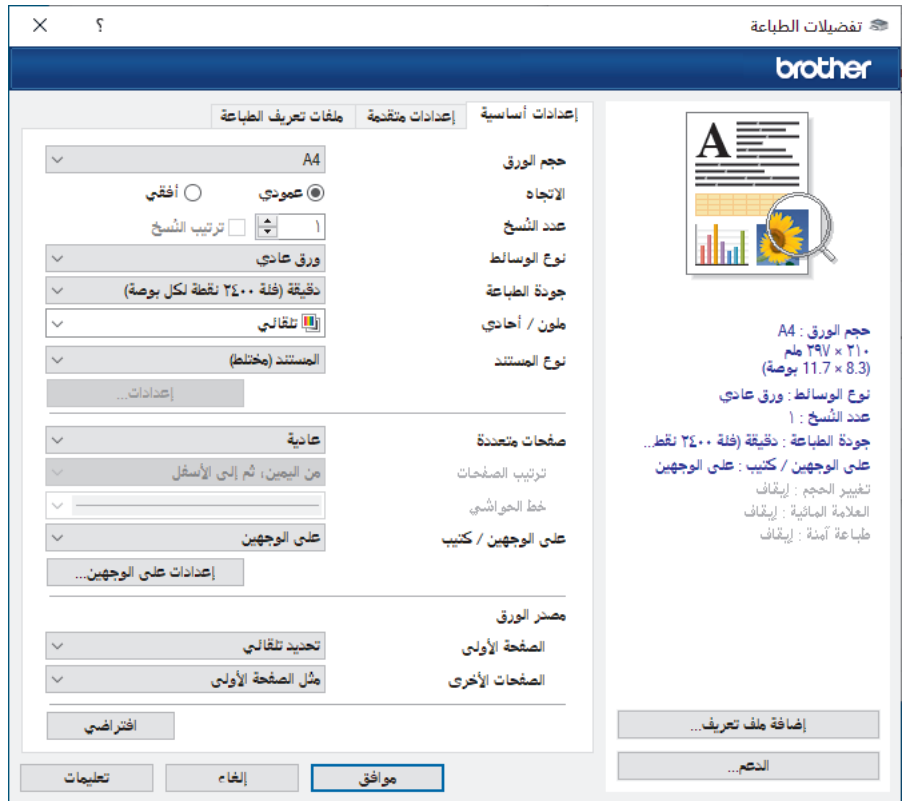 تفضيلات الطباعة
؟
brother
إعدادات أساسية
إعدادات متقدمة
ملفات تعريف الطباعة
حجم الورق A4
الاتجاه عمودي أفقي
عدد النُسخ ١ ترتيب النُسخ
نوع الوسائط ورق عادي
جودة الطباعة دقيقة (فئة ٢٤٠٠ نقطة لكل بوصة)
ملون / أحادي تلقائي
نوع المستند المستند (مختلط)
إعدادات...
صفحات متعددة عادية
ترتيب الصفحات من اليمين، ثم إلى الأسفل
خط الحواشي
على الوجهين / كتيب على الوجهين
إعدادات على الوجهين...
مصدر الورق
الصفحة الأولى تحديد تلقائي
الصفحات الأخرى مثل الصفحة الأولى
افتراضي
موافق
إلغاء
تعليمات
A
حجم الورق : A4
٢١٠ × ٢٩٧ ملم
(8.3 × 11.7 بوصة)
نوع الوسائط : ورق عادي
عدد النُسخ : ١
جودة الطباعة : دقيقة (فئة ٢٤٠٠ نقط...
على الوجهين / كتيب : على الوجهين
تغيير الحجم : إيقاف
العلامة المائية : إيقاف
طباعة آمنة : إيقاف
إضافة ملف تعريف...
الدعم...